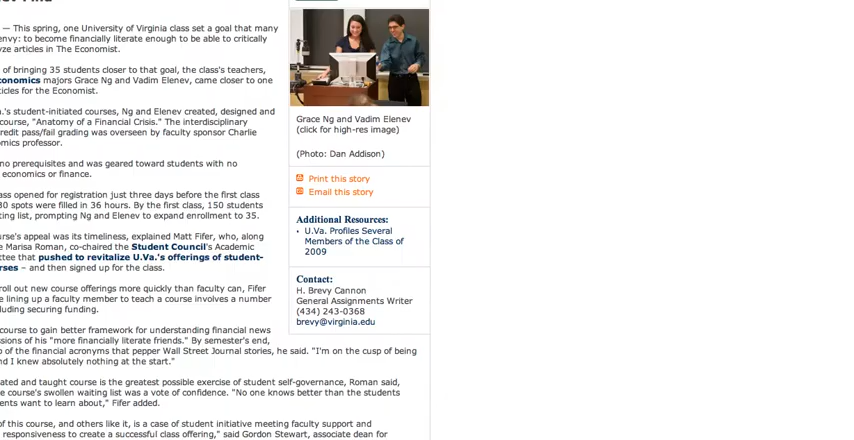 — This spring, one University of Virginia class set a goal that many
envy: to become financially literate enough to be able to critically
articles in The Economist.
of bringing 35 students closer to that goal, the class's teachers,
majors Grace Ng and Vadim Elenev, came closer to one
for the Economist.
student-initiated courses, Ng and Elenev created, designed and
course, "Anatomy of a Financial Crisis." The interdisciplinary
pass/fail grading was overseen by faculty sponsor Charlie
professor.
no prerequisites and was geared toward students with no
economics or finance.
opened for registration just three days before the first class
30 spots were filled in 36 hours. By the first class, 150 students
list, prompting Ng and Elenev to expand enrollment to 35.
appeal was its timeliness, explained Matt Fifer, who, along
Marisa Roman, co-chaired the Student Council's Academic
that pushed to revitalize U.Va.'s offerings of student-
– and then signed up for the class.
roll out new course offerings more quickly than faculty can, Fifer
lining up a faculty member to teach a course involves a number
securing funding.
course to gain better framework for understanding financial news
of his "more financially literate friends." By semester's end,
of the financial acronyms that pepper Wall Street Journal stories, he said. "I'm on the cusp of being
I knew absolutely nothing at the start."
and taught course is the greatest possible exercise of student self-governance, Roman said,
course's swollen waiting list was a vote of confidence. "No one knows better than the students
want to learn about," Fifer added.
of this course, and others like it, is a case of student initiative meeting faculty support and
responsiveness to create a successful class offering," said Gordon Stewart, associate dean for
Grace Ng and Vadim Elenev
(click for high-res image)
(Photo: Dan Addison)
Print this story
Email this story
Additional Resources:
• U.Va. Profiles Several
Members of the Class of
2009
Contact:
H. Brevy Cannon
General Assignments Writer
(434) 243-0368
brevy@virginia.edu